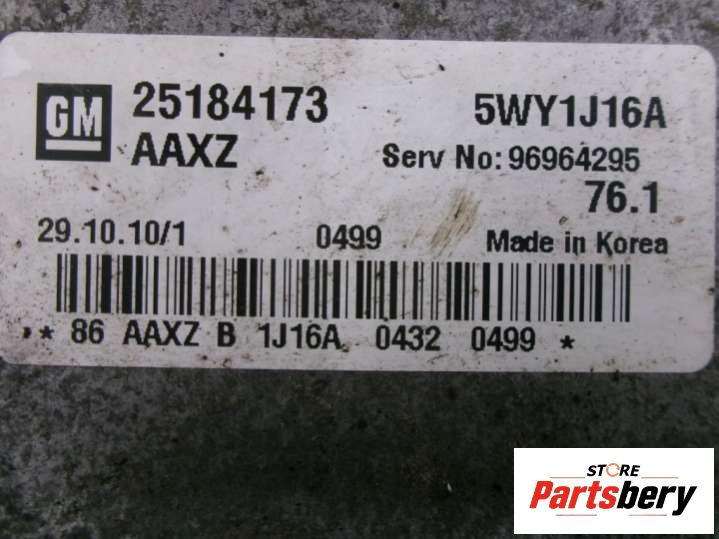 GM 25184173 5WY1J16A
AAXZ Serv No: 96964295
76.1
29.10.10/1 0499 Made in Korea
* 86 AAXZ B 1J16A 0432 0499 *
STORE
Partsbery